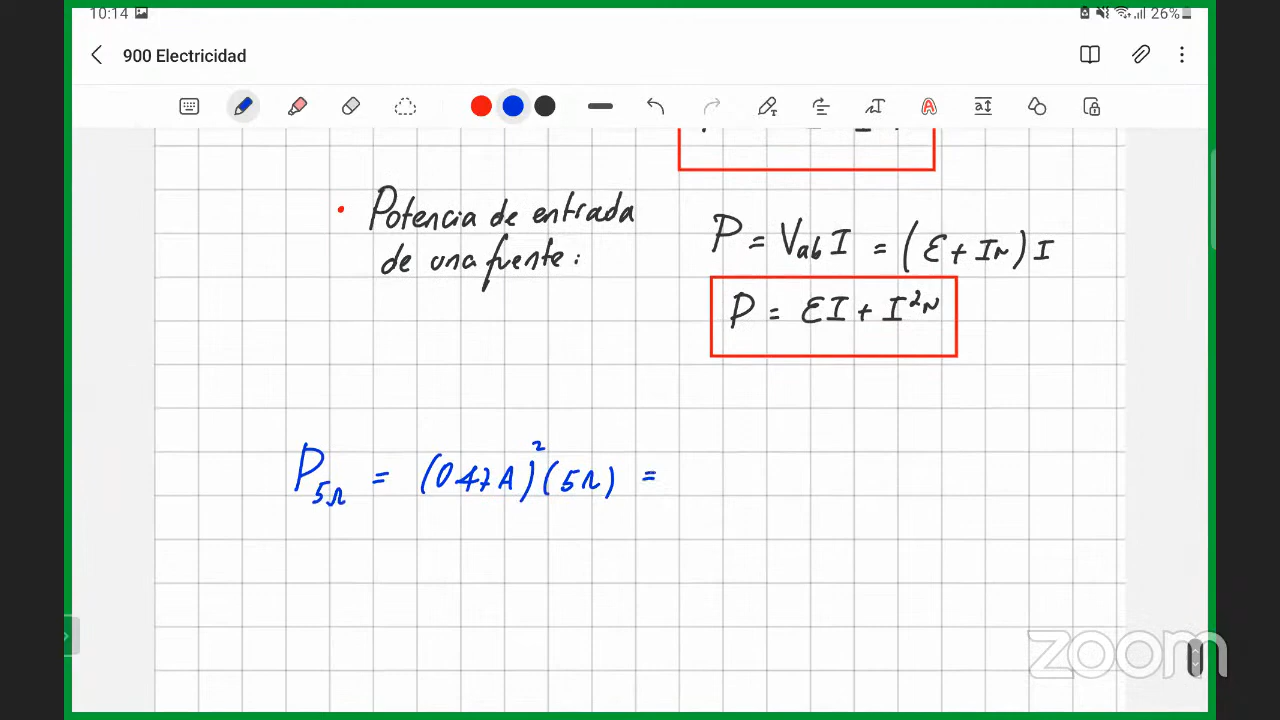 10:14
26%
900 Electricidad
• Potencia de entrada
de una fuente:
P = VabI = (ε + Ir)I
P = εI + I²r
P5Ω = (0.47A)²(5Ω) =
zoom